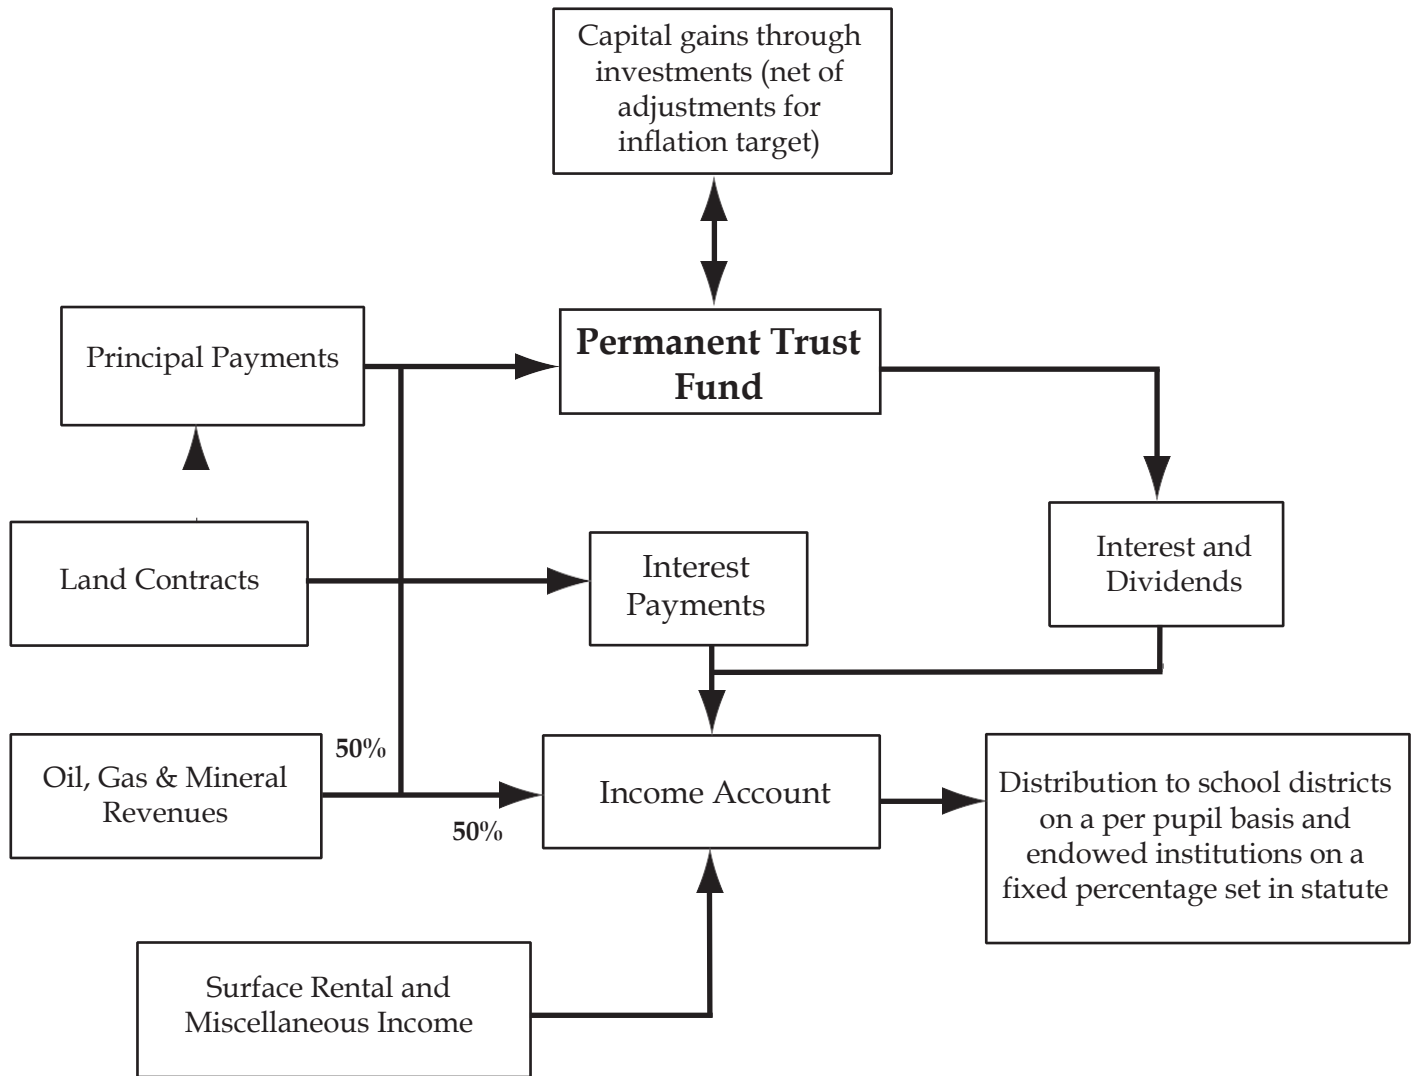 Capital gains through
investments (net of
adjustments for
inflation target)
Principal Payments
Permanent Trust
Fund
Land Contracts
Interest
Payments
Interest and
Dividends
Oil, Gas & Mineral
Revenues
50%
50%
Income Account
Distribution to school districts
on a per pupil basis and
endowed institutions on a
fixed percentage set in statute
Surface Rental and
Miscellaneous Income